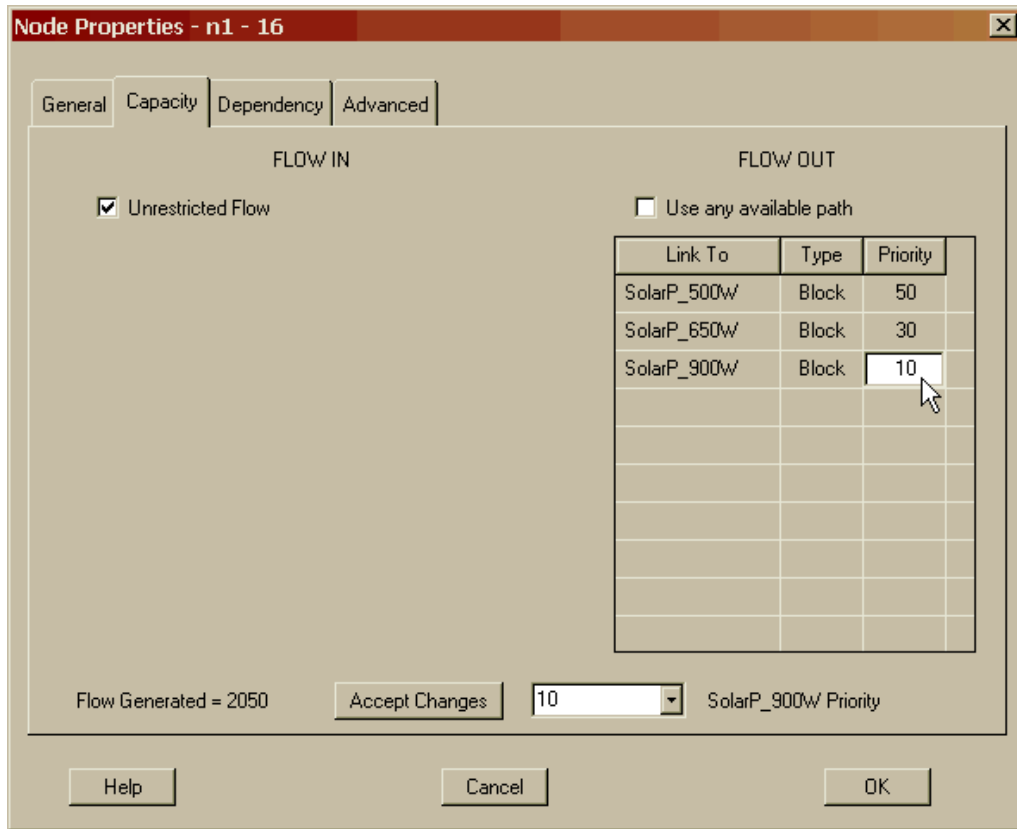 Node Properties - n1 - 16
General Capacity Dependency Advanced
FLOW IN FLOW OUT
Unrestricted Flow Use any available path
Link To Type Priority
SolarP_500W Block 50
SolarP_650W Block 30
SolarP_900W Block 10
Flow Generated = 2050 Accept Changes 10 SolarP_900W Priority
Help Cancel OK